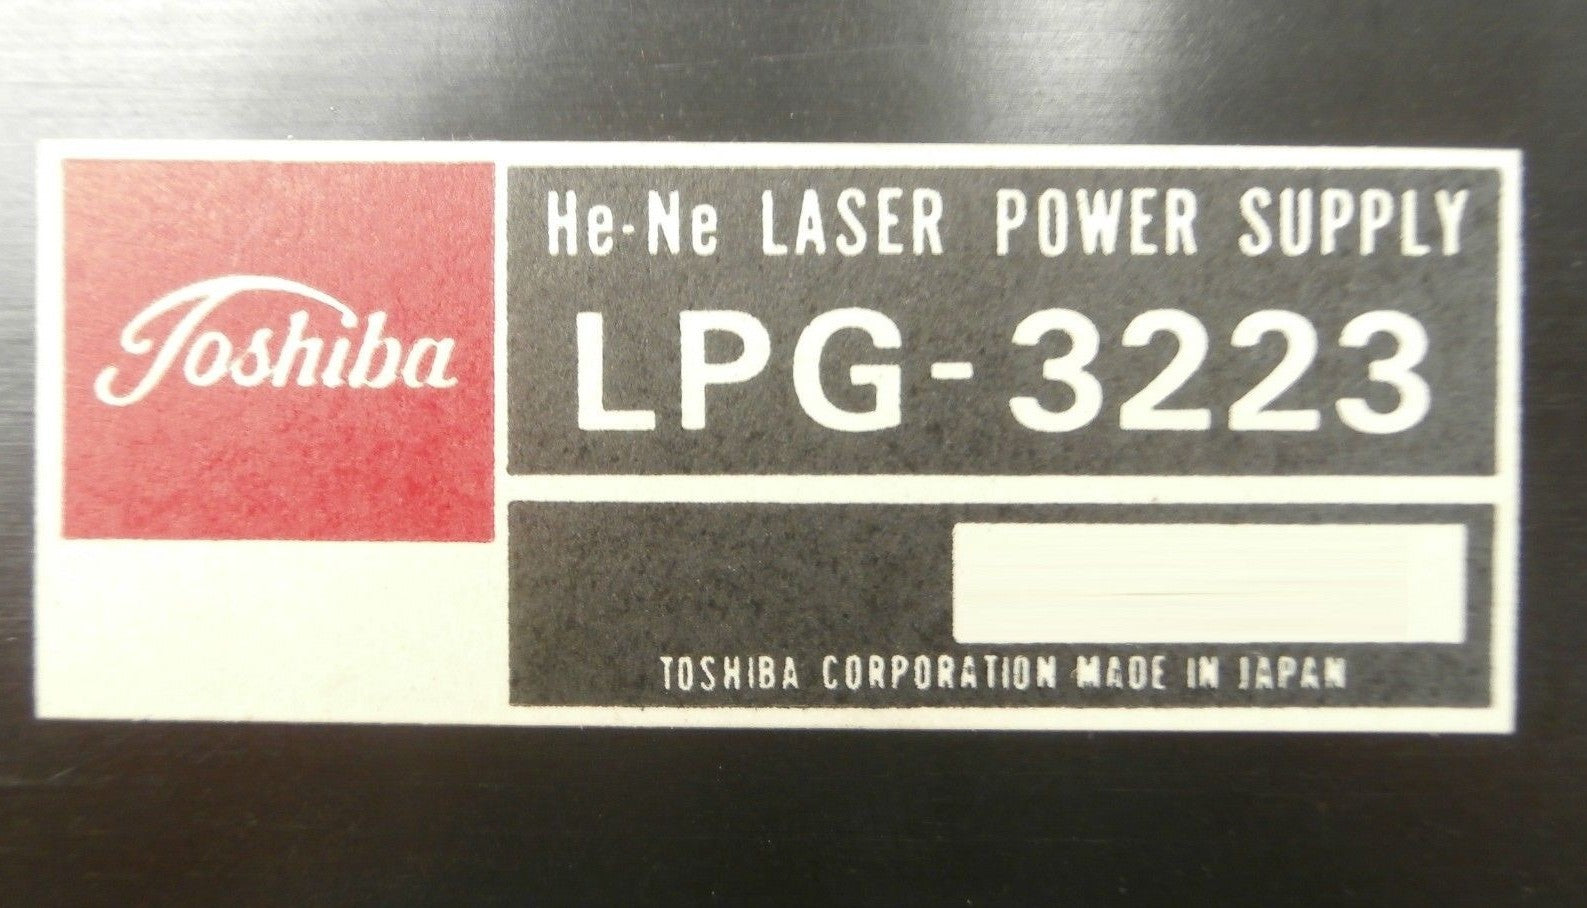 Toshiba
He-Ne LASER POWER SUPPLY
LPG-3223
TOSHIBA CORPORATION MADE IN JAPAN